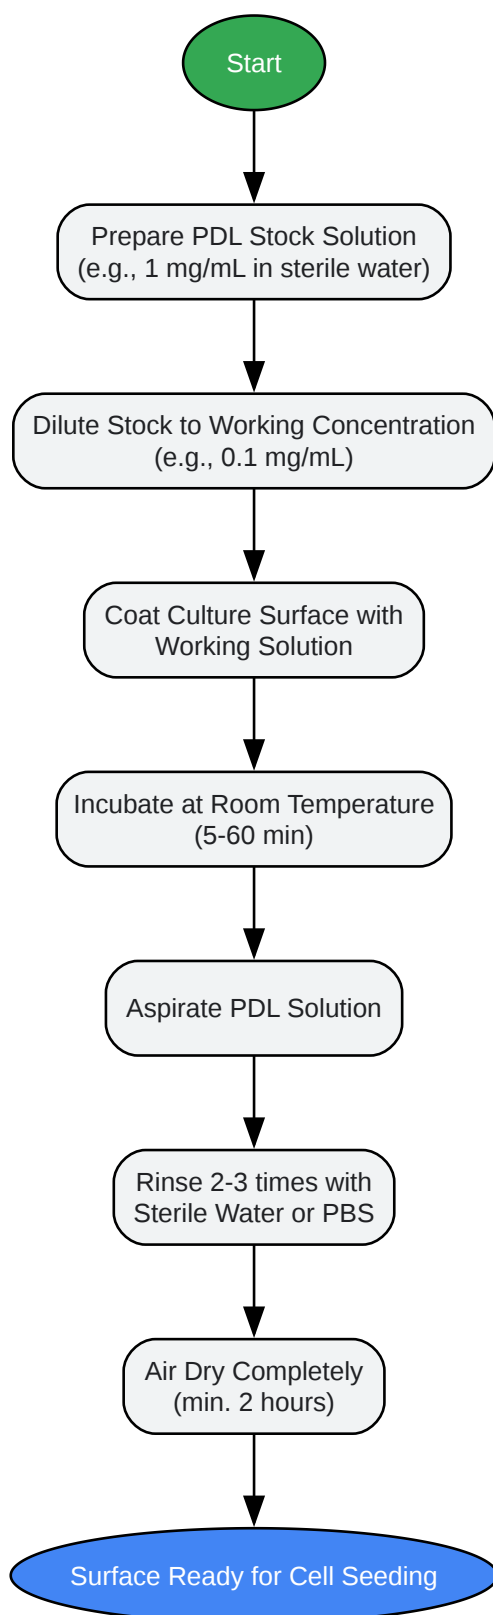 Start
Prepare PDL Stock Solution
(e.g., 1 mg/mL in sterile water)
Dilute Stock to Working Concentration
(e.g., 0.1 mg/mL)
Coat Culture Surface with
Working Solution
Incubate at Room Temperature
(5-60 min)
Aspirate PDL Solution
Rinse 2-3 times with
Sterile Water or PBS
Air Dry Completely
(min. 2 hours)
Surface Ready for Cell Seeding